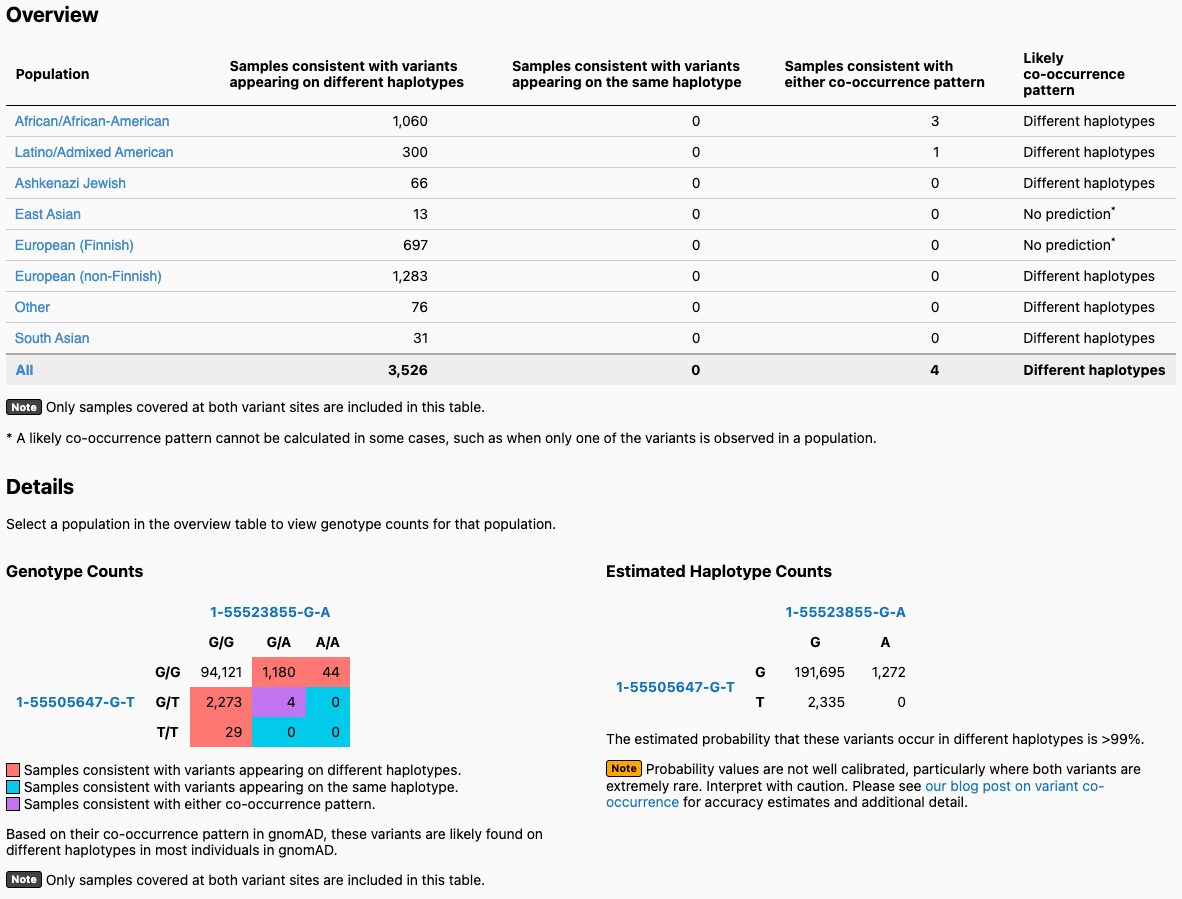 Overview
Population
Samples consistent with variants appearing on different haplotypes
Samples consistent with variants appearing on the same haplotype
Samples consistent with either co-occurrence pattern
Likely co-occurrence pattern
African/African-American 1,060 0 3 Different haplotypes
Latino/Admixed American 300 0 1 Different haplotypes
Ashkenazi Jewish 66 0 0 Different haplotypes
East Asian 13 0 0 No prediction*
European (Finnish) 697 0 0 No prediction*
European (non-Finnish) 1,283 0 0 Different haplotypes
Other 76 0 0 Different haplotypes
South Asian 31 0 0 Different haplotypes
All 3,526 0 4 Different haplotypes
Note Only samples covered at both variant sites are included in this table.
* A likely co-occurrence pattern cannot be calculated in some cases, such as when only one of the variants is observed in a population.
Details
Select a population in the overview table to view genotype counts for that population.
Genotype Counts
1-55523855-G-A
G/G G/A A/A
G/G 94,121 1,180 44
1-55505647-G-T G/T 2,273 4 0
T/T 29 0 0
Samples consistent with variants appearing on different haplotypes.
Samples consistent with variants appearing on the same haplotype.
Samples consistent with either co-occurrence pattern.
Based on their co-occurrence pattern in gnomAD, these variants are likely found on
different haplotypes in most individuals in gnomAD.
Note Only samples covered at both variant sites are included in this table.
Estimated Haplotype Counts
1-55523855-G-A
G A
G 191,695 1,272
1-55505647-G-T
T 2,335 0
The estimated probability that these variants occur in different haplotypes is >99%.
Note Probability values are not well calibrated, particularly where both variants are
extremely rare. Interpret with caution. Please see our blog post on variant co-
occurrence for accuracy estimates and additional detail.